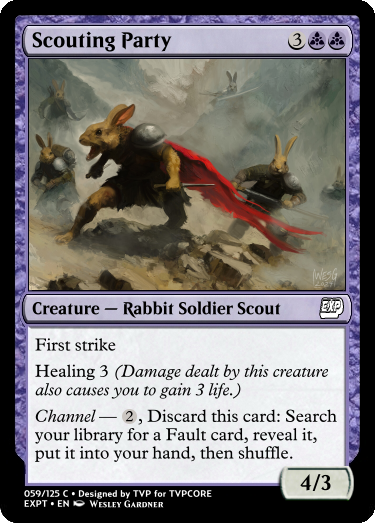 Scouting Party 3
WESG
Creature — Rabbit Soldier Scout
EXP
First strike
Healing 3 (Damage dealt by this creature
also causes you to gain 3 life.)
Channel — 2, Discard this card: Search
your library for a Fault card, reveal it,
put it into your hand, then shuffle.
4/3
059/125 C • Designed by TVP for TVPCORE
EXPT • EN Wesley Gardner